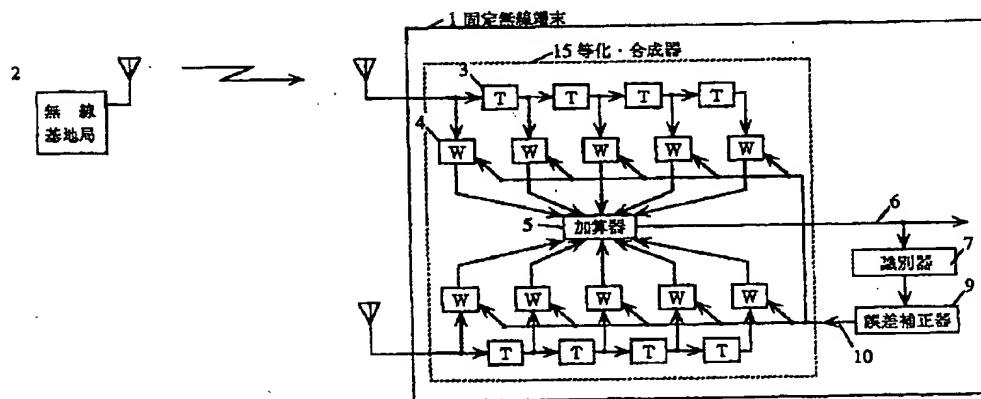 1 固定無線端末
15 等化・合成器
2
3
T T T T
無線
基地局
4
W W W W W
6
5
加算器
7
識別器
W W W W W
9
誤差補正器
T T T T
10